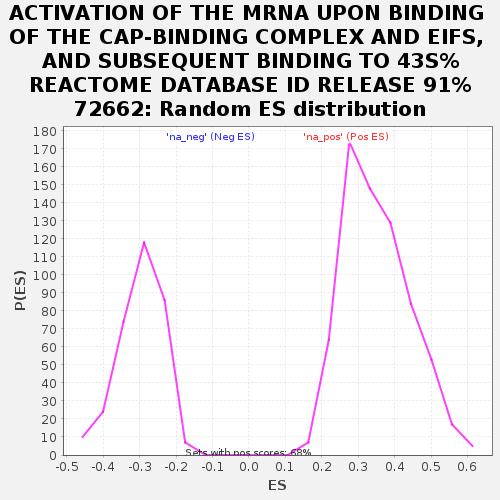 ACTIVATION OF THE MRNA UPON BINDING
OF THE CAP-BINDING COMPLEX AND EIFS,
AND SUBSEQUENT BINDING TO 43S%
REACTOME DATABASE ID RELEASE 91%
72662: Random ES distribution
'na_neg' (Neg ES) 'na_pos' (Pos ES)
180
170
160
150
140
130
120
110
100
90
80
70
60
50
40
30
20
10
0
P(ES)
Sets with pos scores: 68%
-0.5 -0.4 -0.3 -0.2 -0.1 0.0 0.1 0.2 0.3 0.4 0.5 0.6
ES